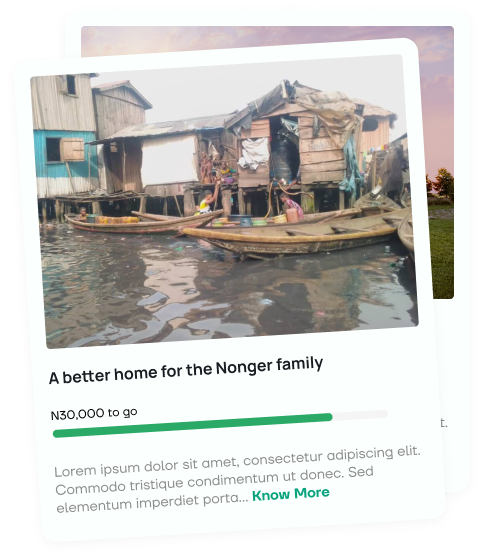 A better home for the Nonger family
N30,000 to go
t.
Lorem ipsum dolor sit amet, consectetur adipiscing elit.
Commodo tristique condimentum ut donec. Sed
elementum imperdiet porta... Know More